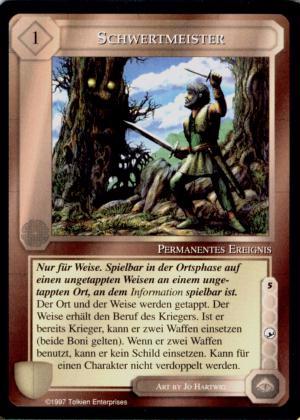 1
Schwertmeister
Permanentes Ereignis
Nur für Weise. Spielbar in der Ortsphase auf
einen ungetappten Weisen an einem unge-
tappten Ort, an dem Information spielbar ist.
Der Ort und der Weise werden getappt. Der
Weise erhält den Beruf des Kriegers. Ist er
bereits Krieger, kann er zwei Waffen einsetzen
(beide Boni gelten). Wenn er zwei Waffen
benutzt, kann er kein Schild einsetzen. Kann
für einen Charakter nicht verdoppelt werden.
5
Art by Jo Hartwig
©1997 Tolkien Enterprises